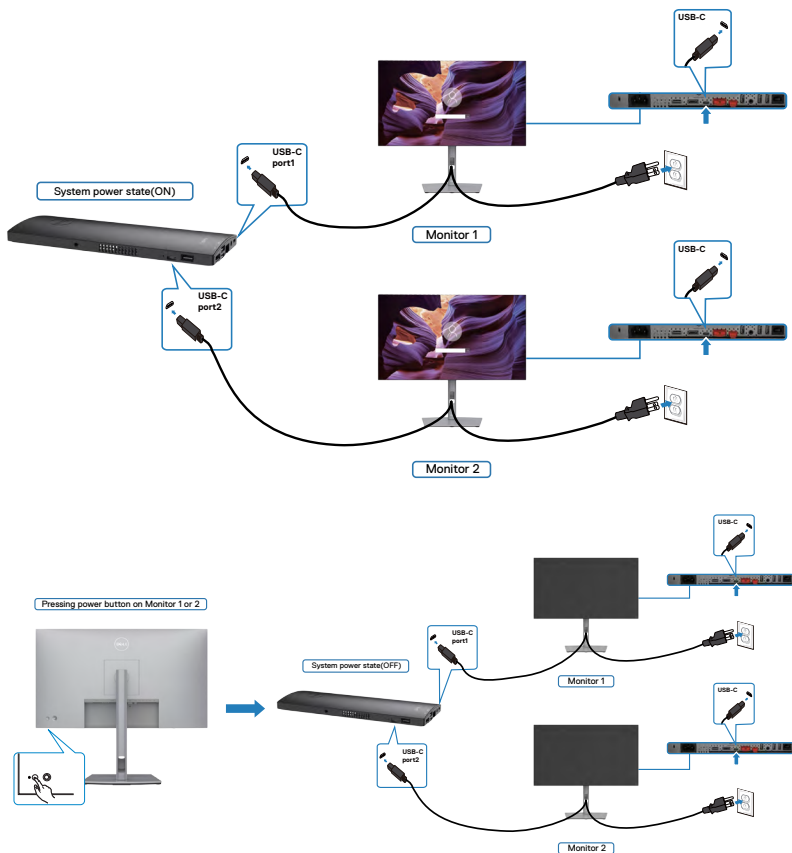 USB-C
USB-C
port1
System power state(ON)
Monitor 1
USB-C
USB-C
port2
Monitor 2
USB-C
Pressing power button on Monitor 1 or 2
DELL
USB-C
port1
System power state(OFF)
Monitor 1
USB-C
USB-C
port2
Monitor 2